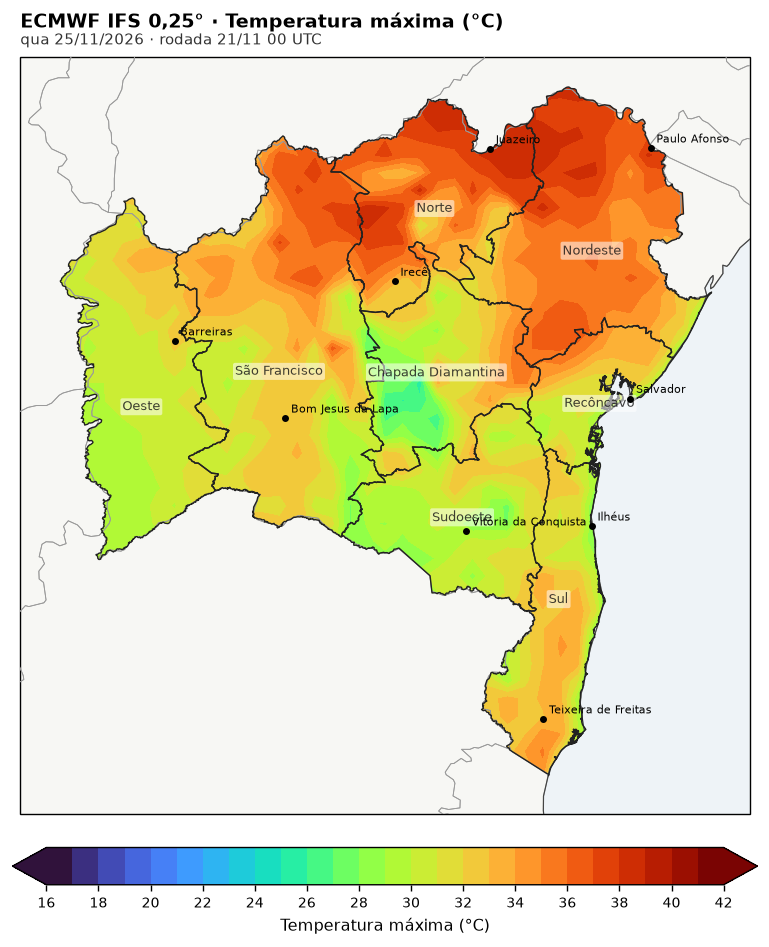 ECMWF IFS 0,25° · Temperatura máxima (°C)
qua 25/11/2026 · rodada 21/11 00 UTC
Juazeiro
Paulo Afonso
Norte
Nordeste
Irecê
Barreiras
São Francisco
Chapada Diamantina
Salvador
Oeste
Recôncavo
Bom Jesus da Lapa
Sudoeste
Vitória da Conquista
Ilhéus
Sul
Teixeira de Freitas
16 18 20 22 24 26 28 30 32 34 36 38 40 42
Temperatura máxima (°C)